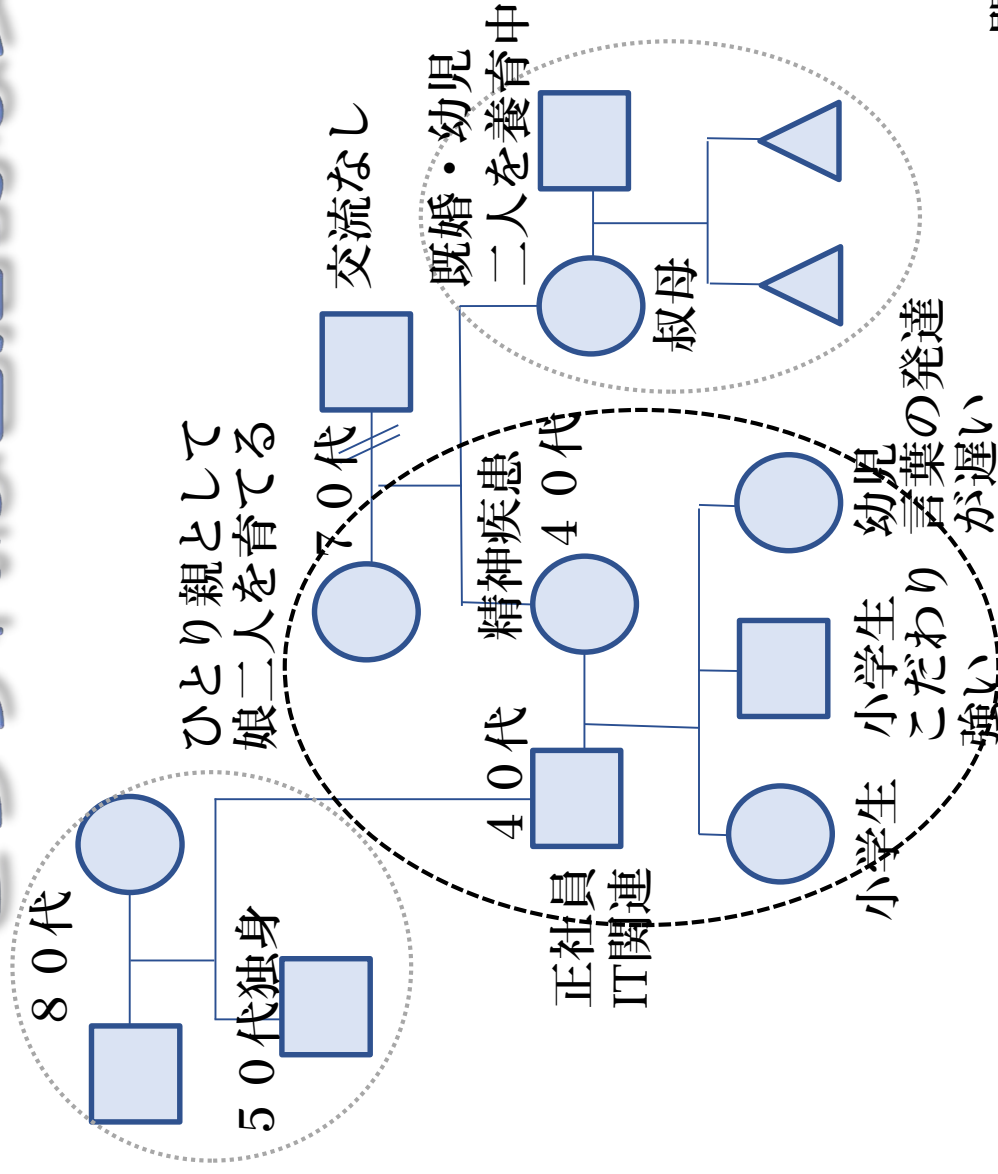 ８０代
５０代独身
ひとり親として
娘二人を育てる
７０代
交流なし
既婚・幼児
二人を養育中
叔母
４０代
正社員
IT関連
精神疾患
４０代
小学生
小学生
こだわり
強い
幼児
言葉の発達
が遅い